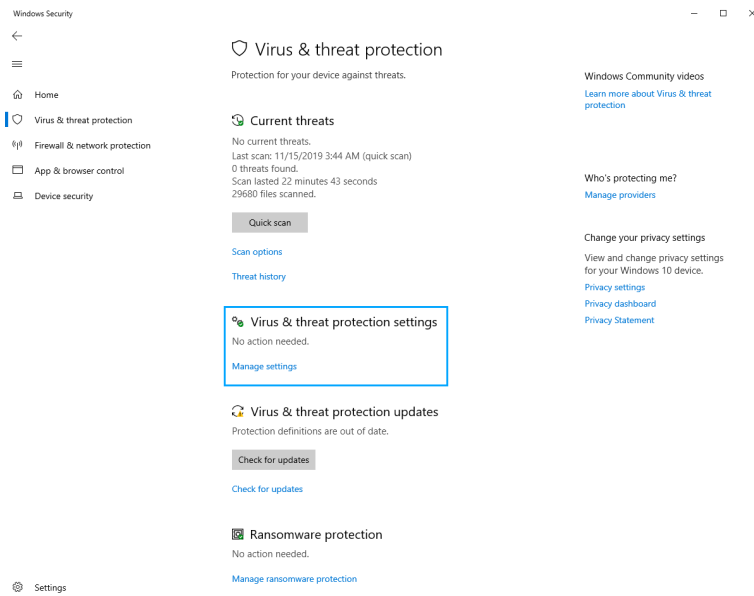 Windows Security
Home
Virus & threat protection
Firewall & network protection
App & browser control
Device security
Settings
Virus & threat protection
Protection for your device against threats.
Current threats
No current threats.
Last scan: 11/15/2019 3:44 AM (quick scan)
0 threats found.
Scan lasted 22 minutes 43 seconds
29680 files scanned.
Quick scan
Scan options
Threat history
Virus & threat protection settings
No action needed.
Manage settings
Virus & threat protection updates
Protection definitions are out of date.
Check for updates
Check for updates
Ransomware protection
No action needed.
Manage ransomware protection
Windows Community videos
Learn more about Virus & threat
protection
Who's protecting me?
Manage providers
Change your privacy settings
View and change privacy settings
for your Windows 10 device.
Privacy settings
Privacy dashboard
Privacy Statement